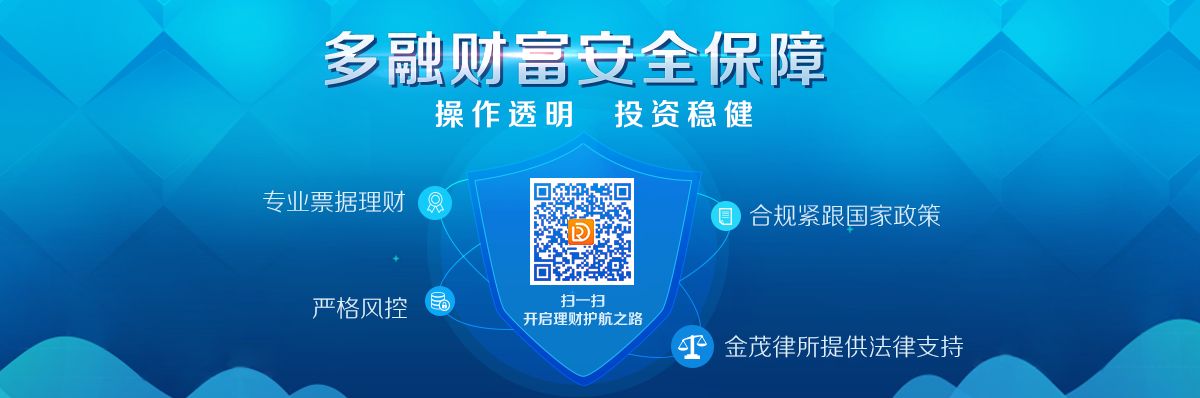 多融财富安全保障
操作透明 投资稳健
专业票据理财
合规紧跟国家政策
严格风控
扫一扫
开启理财护航之路
金茂律所提供法律支持